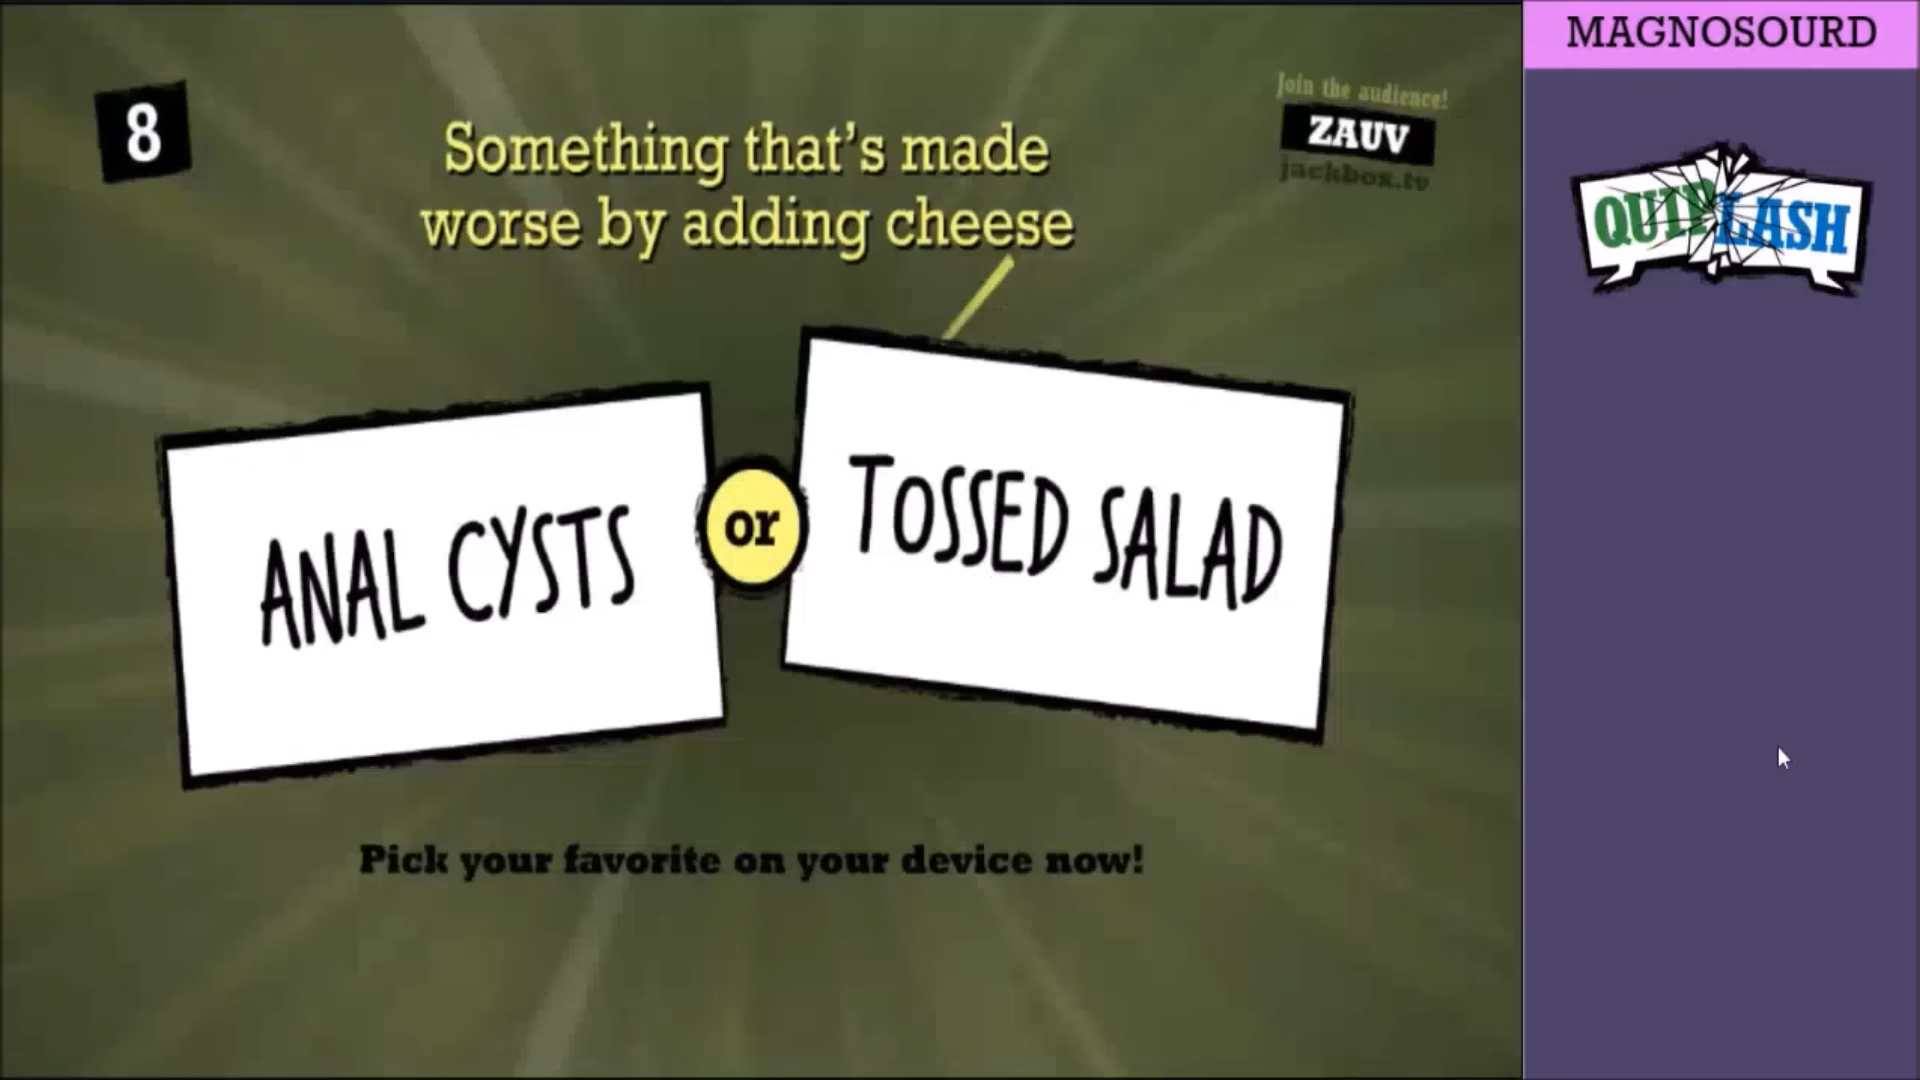 MAGNOSOURD
8
Something that's made
worse by adding cheese
Join the audience!
ZAUV
jackbox.tv
QUIPLASH
ANAL CYSTS
or
TOSSED SALAD
Pick your favorite on your device now!